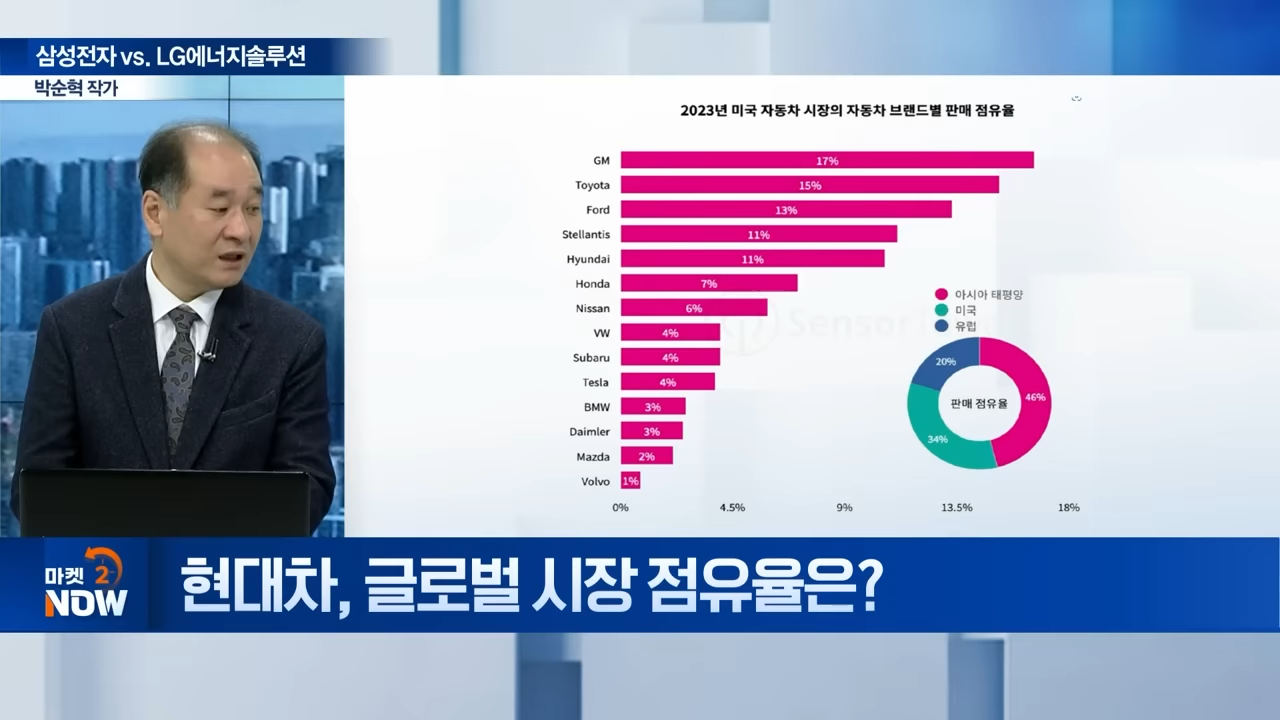 삼성전자 vs. LG에너지솔루션
박순혁 작가
2023년 미국 자동차 시장의 자동차 브랜드별 판매 점유율
GM 17%
Toyota 15%
Ford 13%
Stellantis 11%
Hyundai 11%
Honda 7%
Nissan 6%
VW 4%
Subaru 4%
Tesla 4%
BMW 3%
Daimler 3%
Mazda 2%
Volvo 1%
0% 4.5% 9% 13.5% 18%
아시아 태평양
미국
유럽
20%
46%
판매 점유율
34%
마켓 2
NOW
현대차, 글로벌 시장 점유율은?